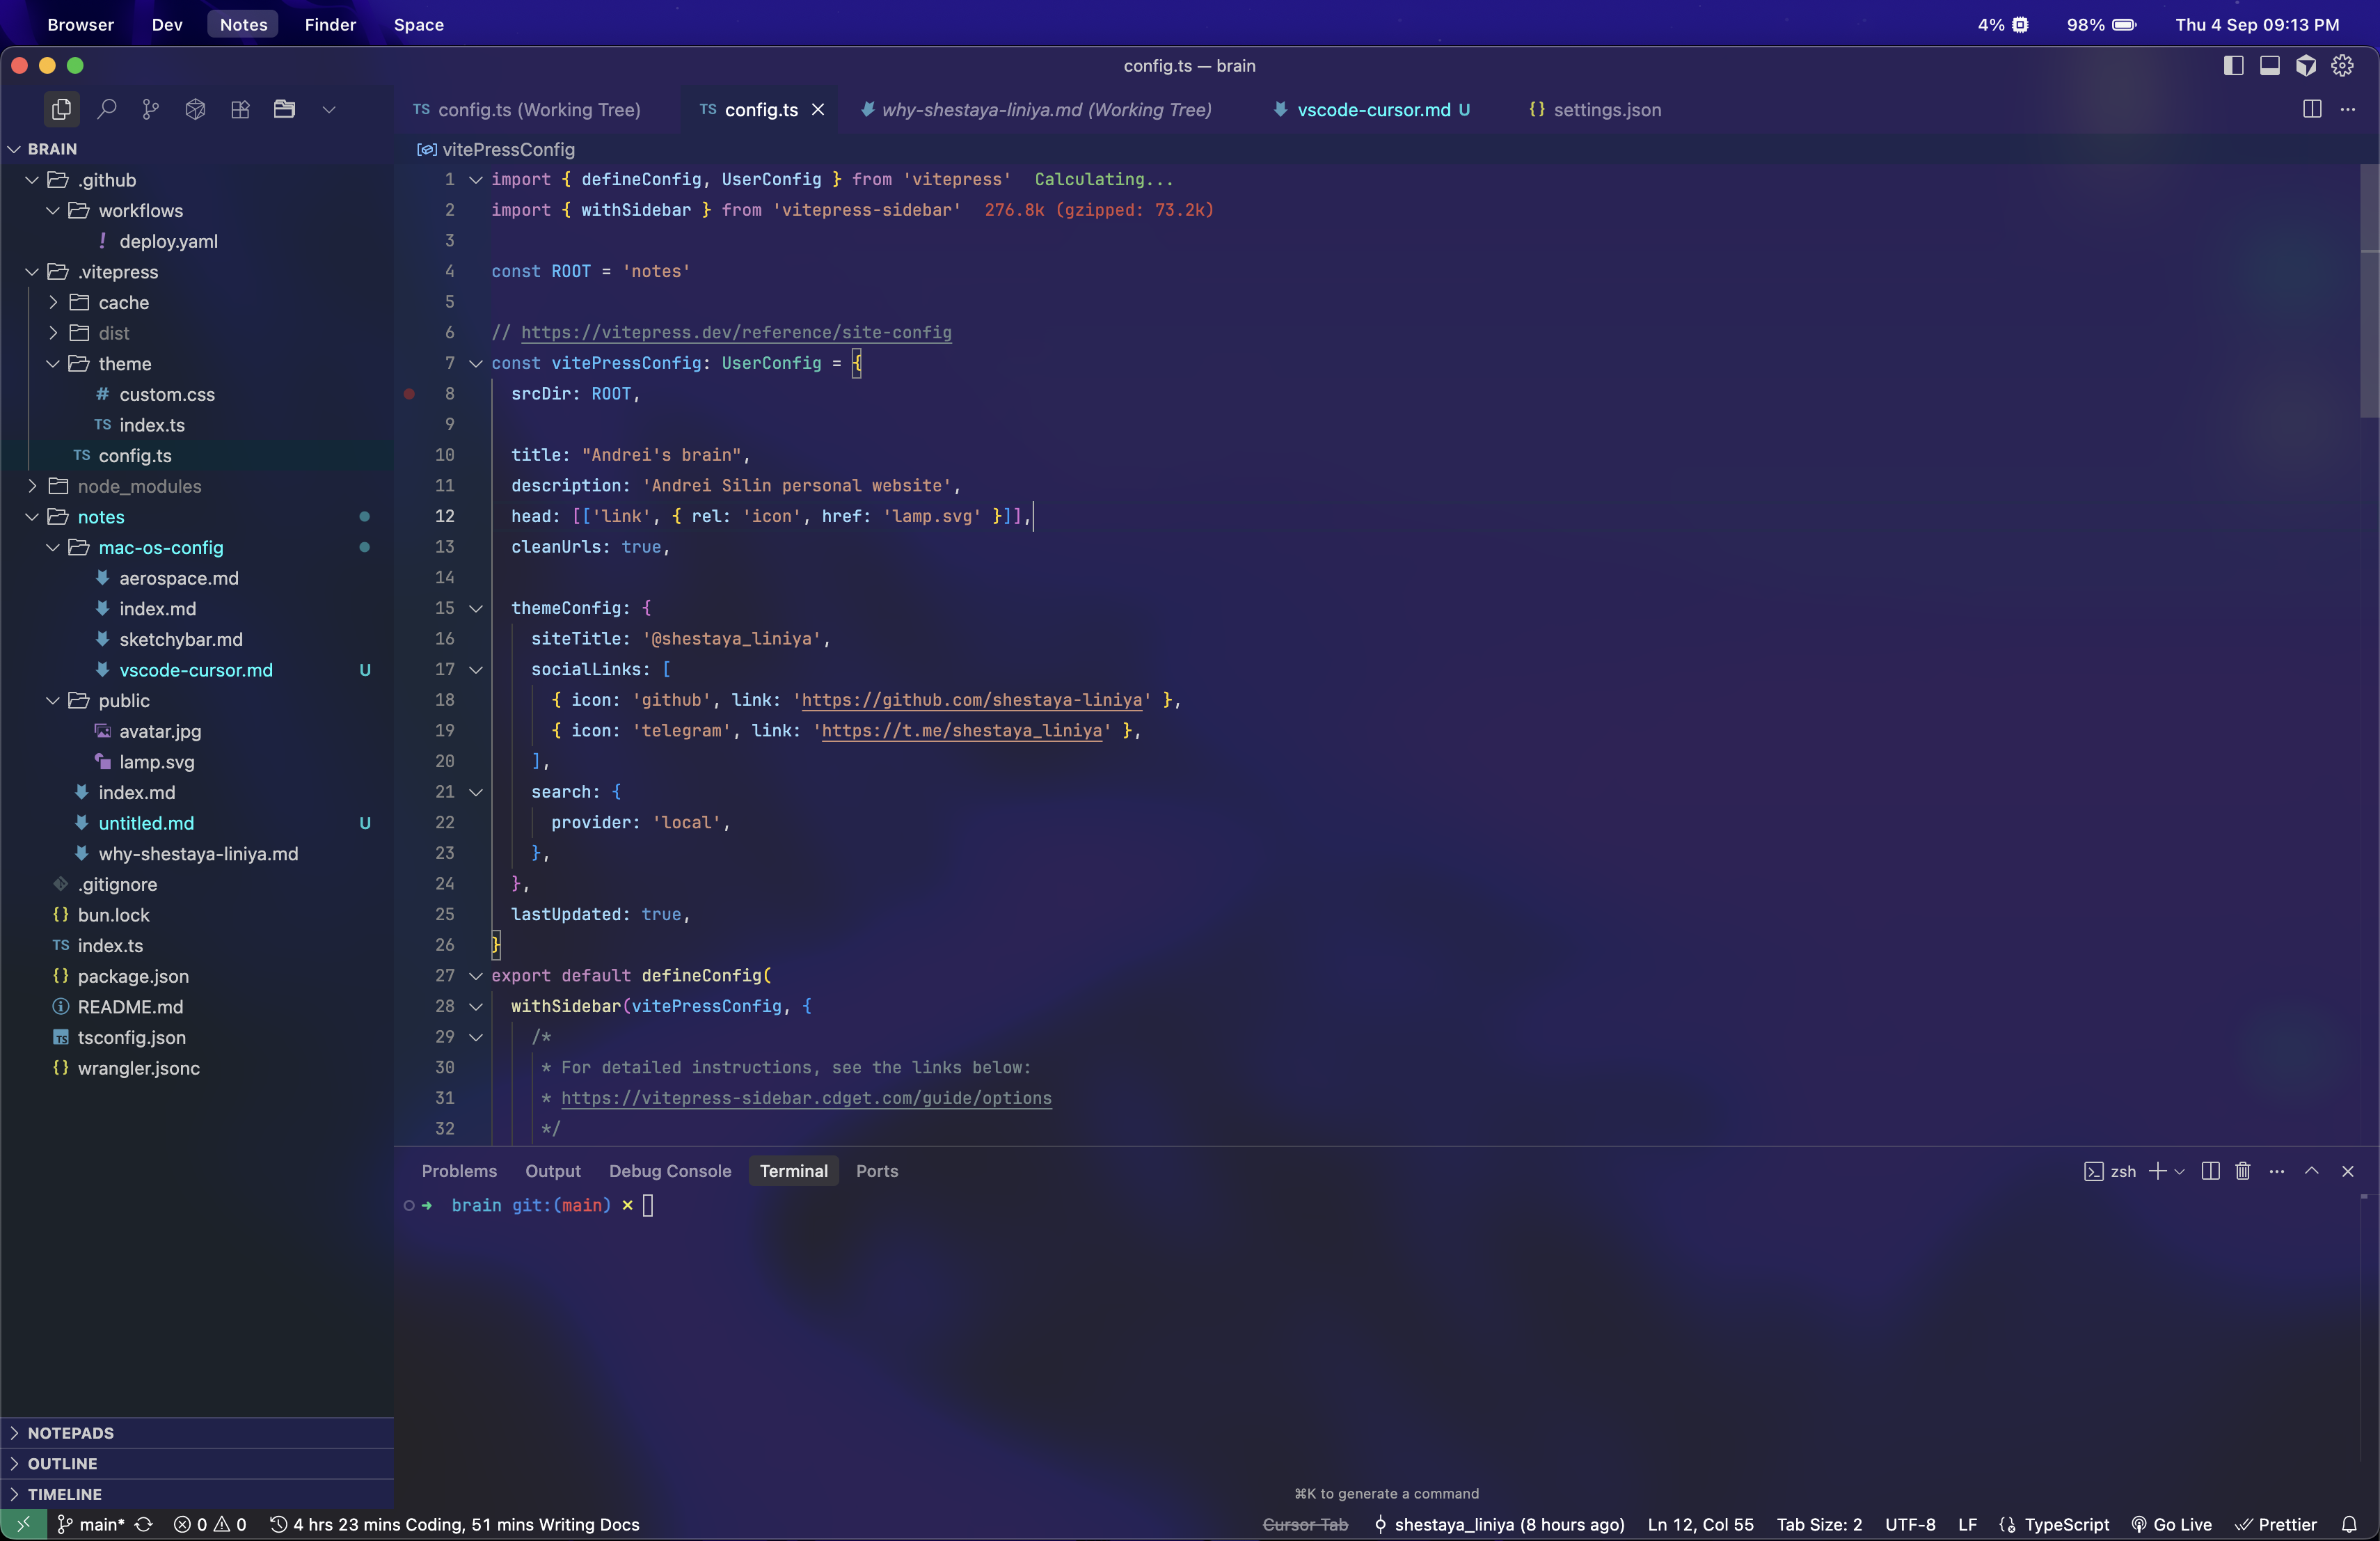 Browser Dev Notes Finder Space 4% 98% Thu 4 Sep 09:13 PM
config.ts — brain
TS config.ts (Working Tree) TS config.ts why-shestaya-liniya.md (Working Tree) vscode-cursor.md U {} settings.json
BRAIN
.github
workflows
! deploy.yaml
.vitepress
cache
dist
theme
# custom.css
TS index.ts
TS config.ts
node_modules
notes
mac-os-config
aerospace.md
index.md
sketchybar.md
vscode-cursor.md U
public
avatar.jpg
lamp.svg
index.md
untitled.md U
why-shestaya-liniya.md
.gitignore
{} bun.lock
TS index.ts
{} package.json
README.md
TS tsconfig.json
{} wrangler.jsonc
NOTEPADS
OUTLINE
TIMELINE
vitePressConfig
1 import { defineConfig, UserConfig } from 'vitepress' Calculating...
2 import { withSidebar } from 'vitepress-sidebar' 276.8k (gzipped: 73.2k)
3
4 const ROOT = 'notes'
5
6 // https://vitepress.dev/reference/site-config
7 const vitePressConfig: UserConfig = {
8 srcDir: ROOT,
9
10 title: "Andrei's brain",
11 description: 'Andrei Silin personal website',
12 head: [['link', { rel: 'icon', href: 'lamp.svg' }]],
13 cleanUrls: true,
14
15 themeConfig: {
16 siteTitle: '@shestaya_liniya',
17 socialLinks: [
18 { icon: 'github', link: 'https://github.com/shestaya-liniya' },
19 { icon: 'telegram', link: 'https://t.me/shestaya_liniya' },
20 ],
21 search: {
22 provider: 'local',
23 },
24 },
25 lastUpdated: true,
26 }
27 export default defineConfig(
28 withSidebar(vitePressConfig, {
29 /*
30 * For detailed instructions, see the links below:
31 * https://vitepress-sidebar.cdget.com/guide/options
32 */
Problems Output Debug Console Terminal Ports zsh
➜ brain git:(main) ×
⌘K to generate a command
main* 0 0 4 hrs 23 mins Coding, 51 mins Writing Docs Cursor Tab shestaya_liniya (8 hours ago) Ln 12, Col 55 Tab Size: 2 UTF-8 LF TypeScript Go Live Prettier